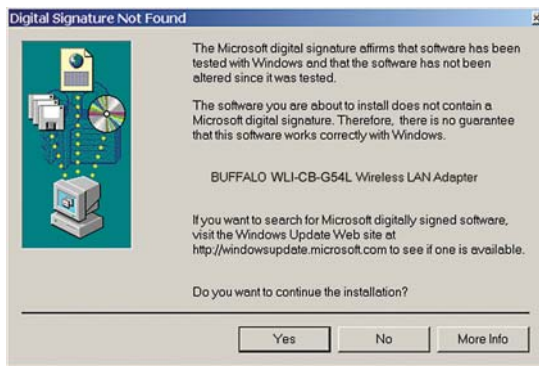 Digital Signature Not Found
The Microsoft digital signature affirms that software has been
tested with Windows and that the software has not been
altered since it was tested.
The software you are about to install does not contain a
Microsoft digital signature. Therefore, there is no guarantee
that this software works correctly with Windows.
BUFFALO WLI-CB-G54L Wireless LAN Adapter
If you want to search for Microsoft digitally signed software,
visit the Windows Update Web site at
http://windowsupdate.microsoft.com to see if one is available.
Do you want to continue the installation?
Yes No More Info